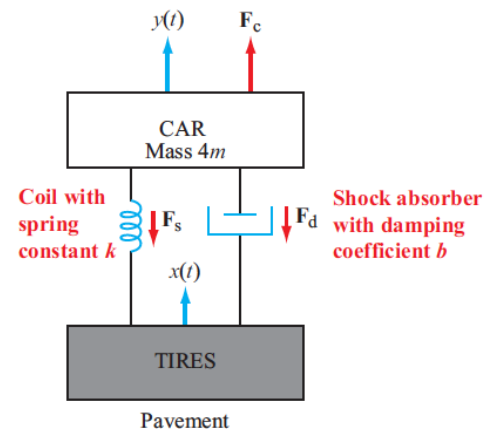 y(t)
F_c
CAR
Mass 4m
Coil with
spring
constant k
F_s
F_d
Shock absorber
with damping
coefficient b
x(t)
TIRES
Pavement